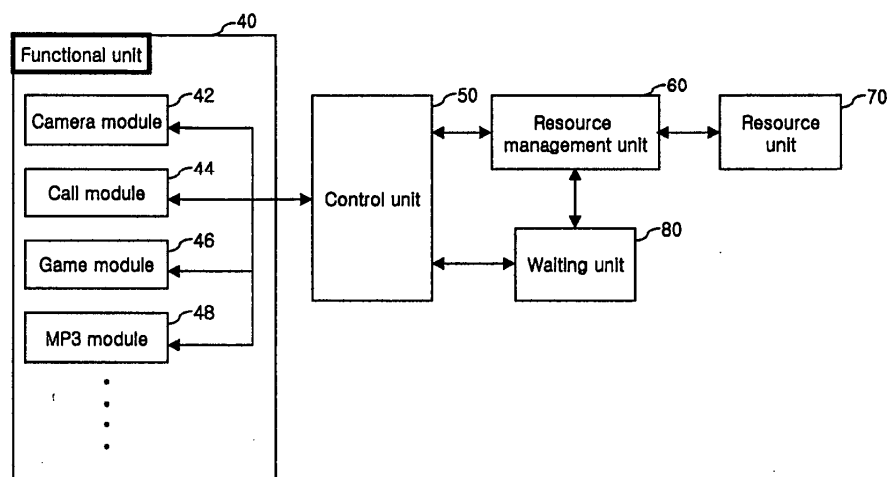 40
Functional unit
42
Camera module
44
Call module
46
Game module
48
MP3 module
50
Control unit
60
Resource
management unit
70
Resource
unit
80
Waiting unit